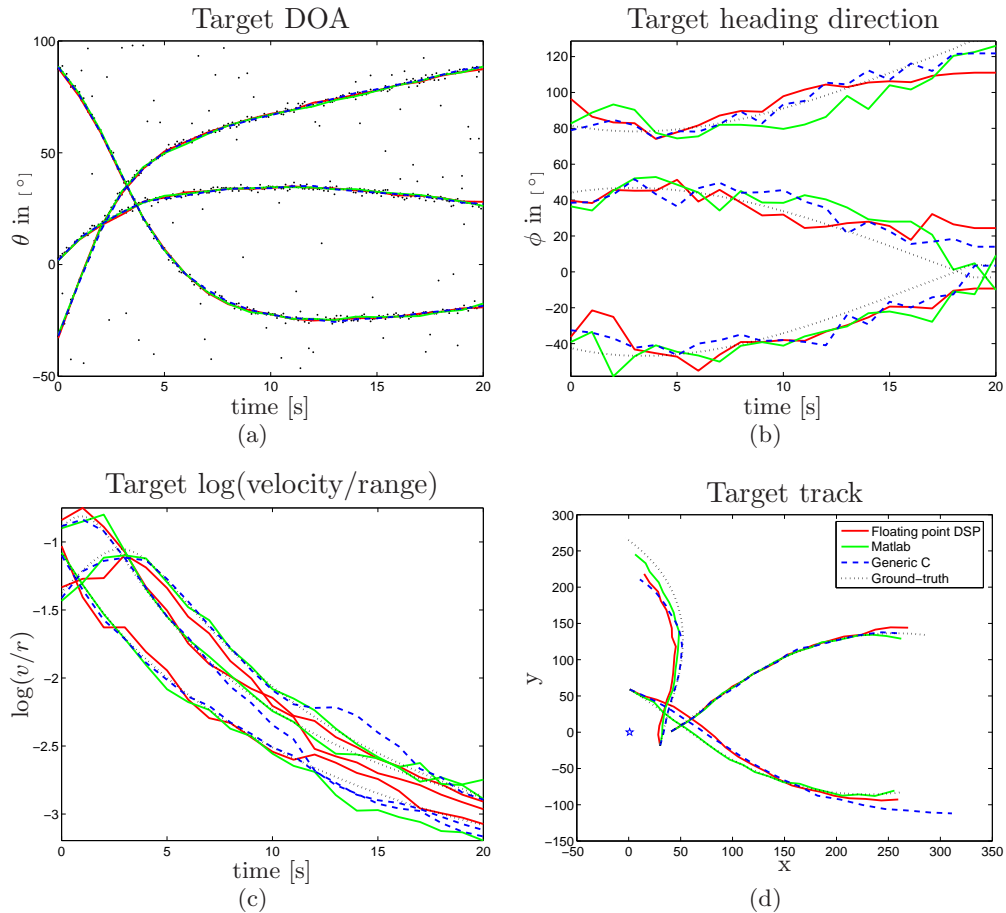 Target DOA
100
50
0
−50
θ in [°]
0 5 10 15 20
time [s]
(a)
Target heading direction
120
100
80
60
40
20
0
−20
−40
ϕ in [°]
0 5 10 15 20
time [s]
(b)
Target log(velocity/range)
−1
−1.5
−2
−2.5
−3
log(v/r)
0 5 10 15 20
time [s]
(c)
Target track
300
250
200
150
100
50
0
−50
−100
−150
y
Floating point DSP
Matlab
Generic C
Ground−truth
−50 0 50 100 150 200 250 300 350
x
(d)